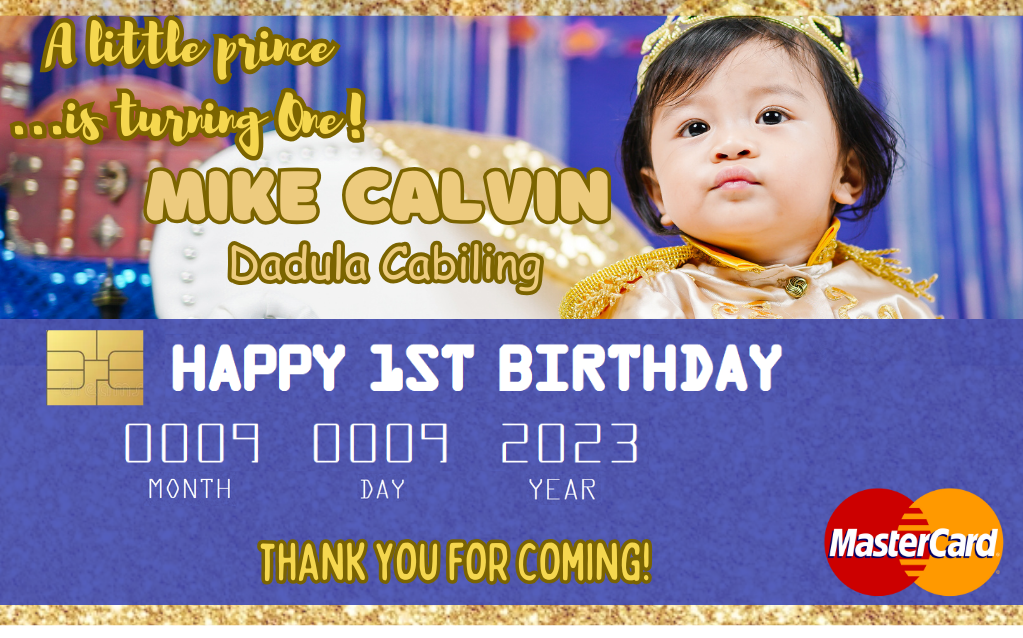 A little prince
...is turning One!
MIKE CALVIN
Dadula Cabiling
HAPPY 1ST BIRTHDAY
0009 0009 2023
MONTH DAY YEAR
MasterCard
THANK YOU FOR COMING!